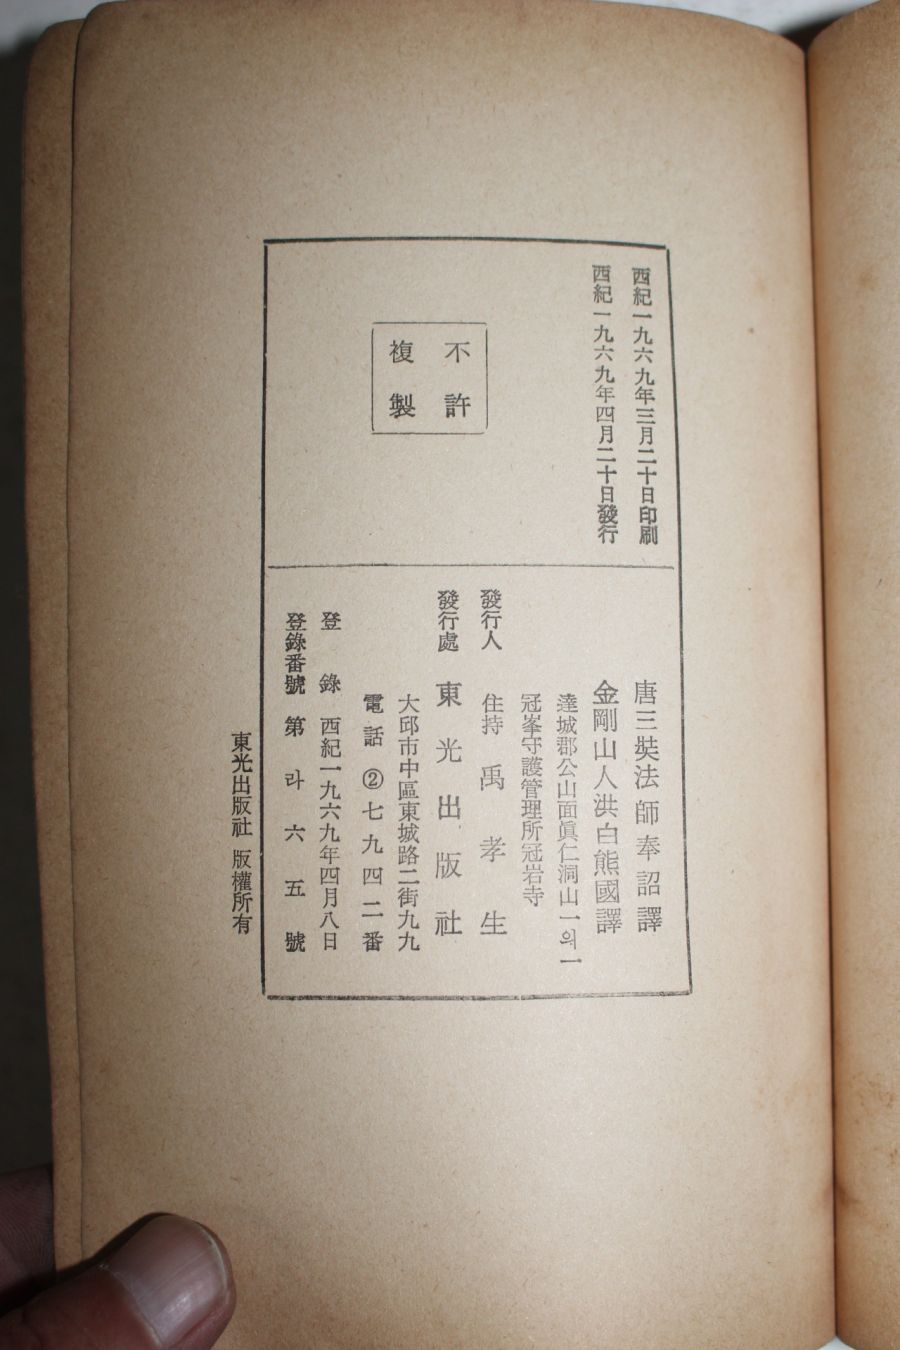 西紀一九六九年三月二十日印刷
西紀一九六九年四月二十日發行
不許
複製
唐三奘法師奉詔譯
金剛山人洪白熊國譯
達城郡公山面眞仁洞山一의一
冠峯守護管理所冠岩寺
發行人 住持 禹孝生
發行處 東光出版社
大邱市中區東城路二街九九
電話②七九四二番
登錄 西紀一九六九年四月八日
登錄番號 第라六五號
東光出版社 版權所有